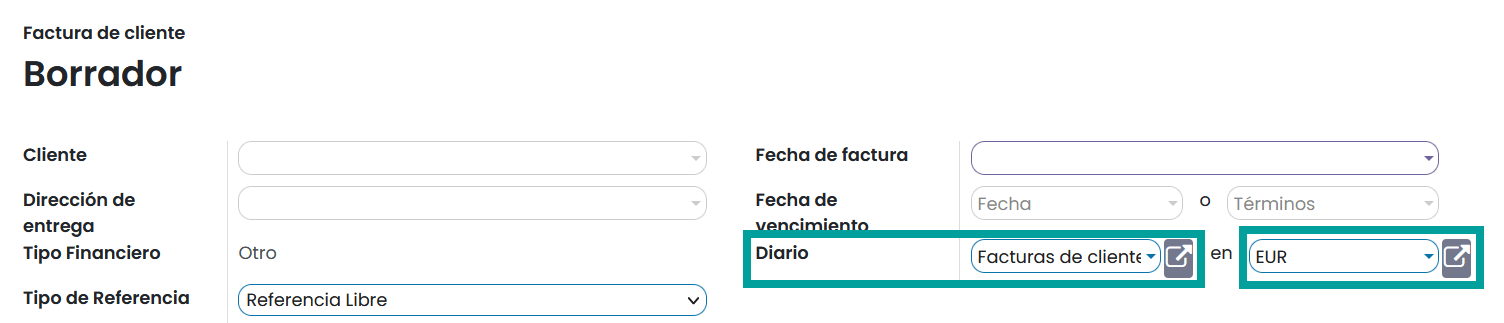 Factura de cliente
Borrador
Cliente
Dirección de
entrega
Tipo Financiero Otro
Tipo de Referencia Referencia Libre
Fecha de factura
Fecha de Fecha o Términos
vencimiento
Diario Facturas de cliente en EUR